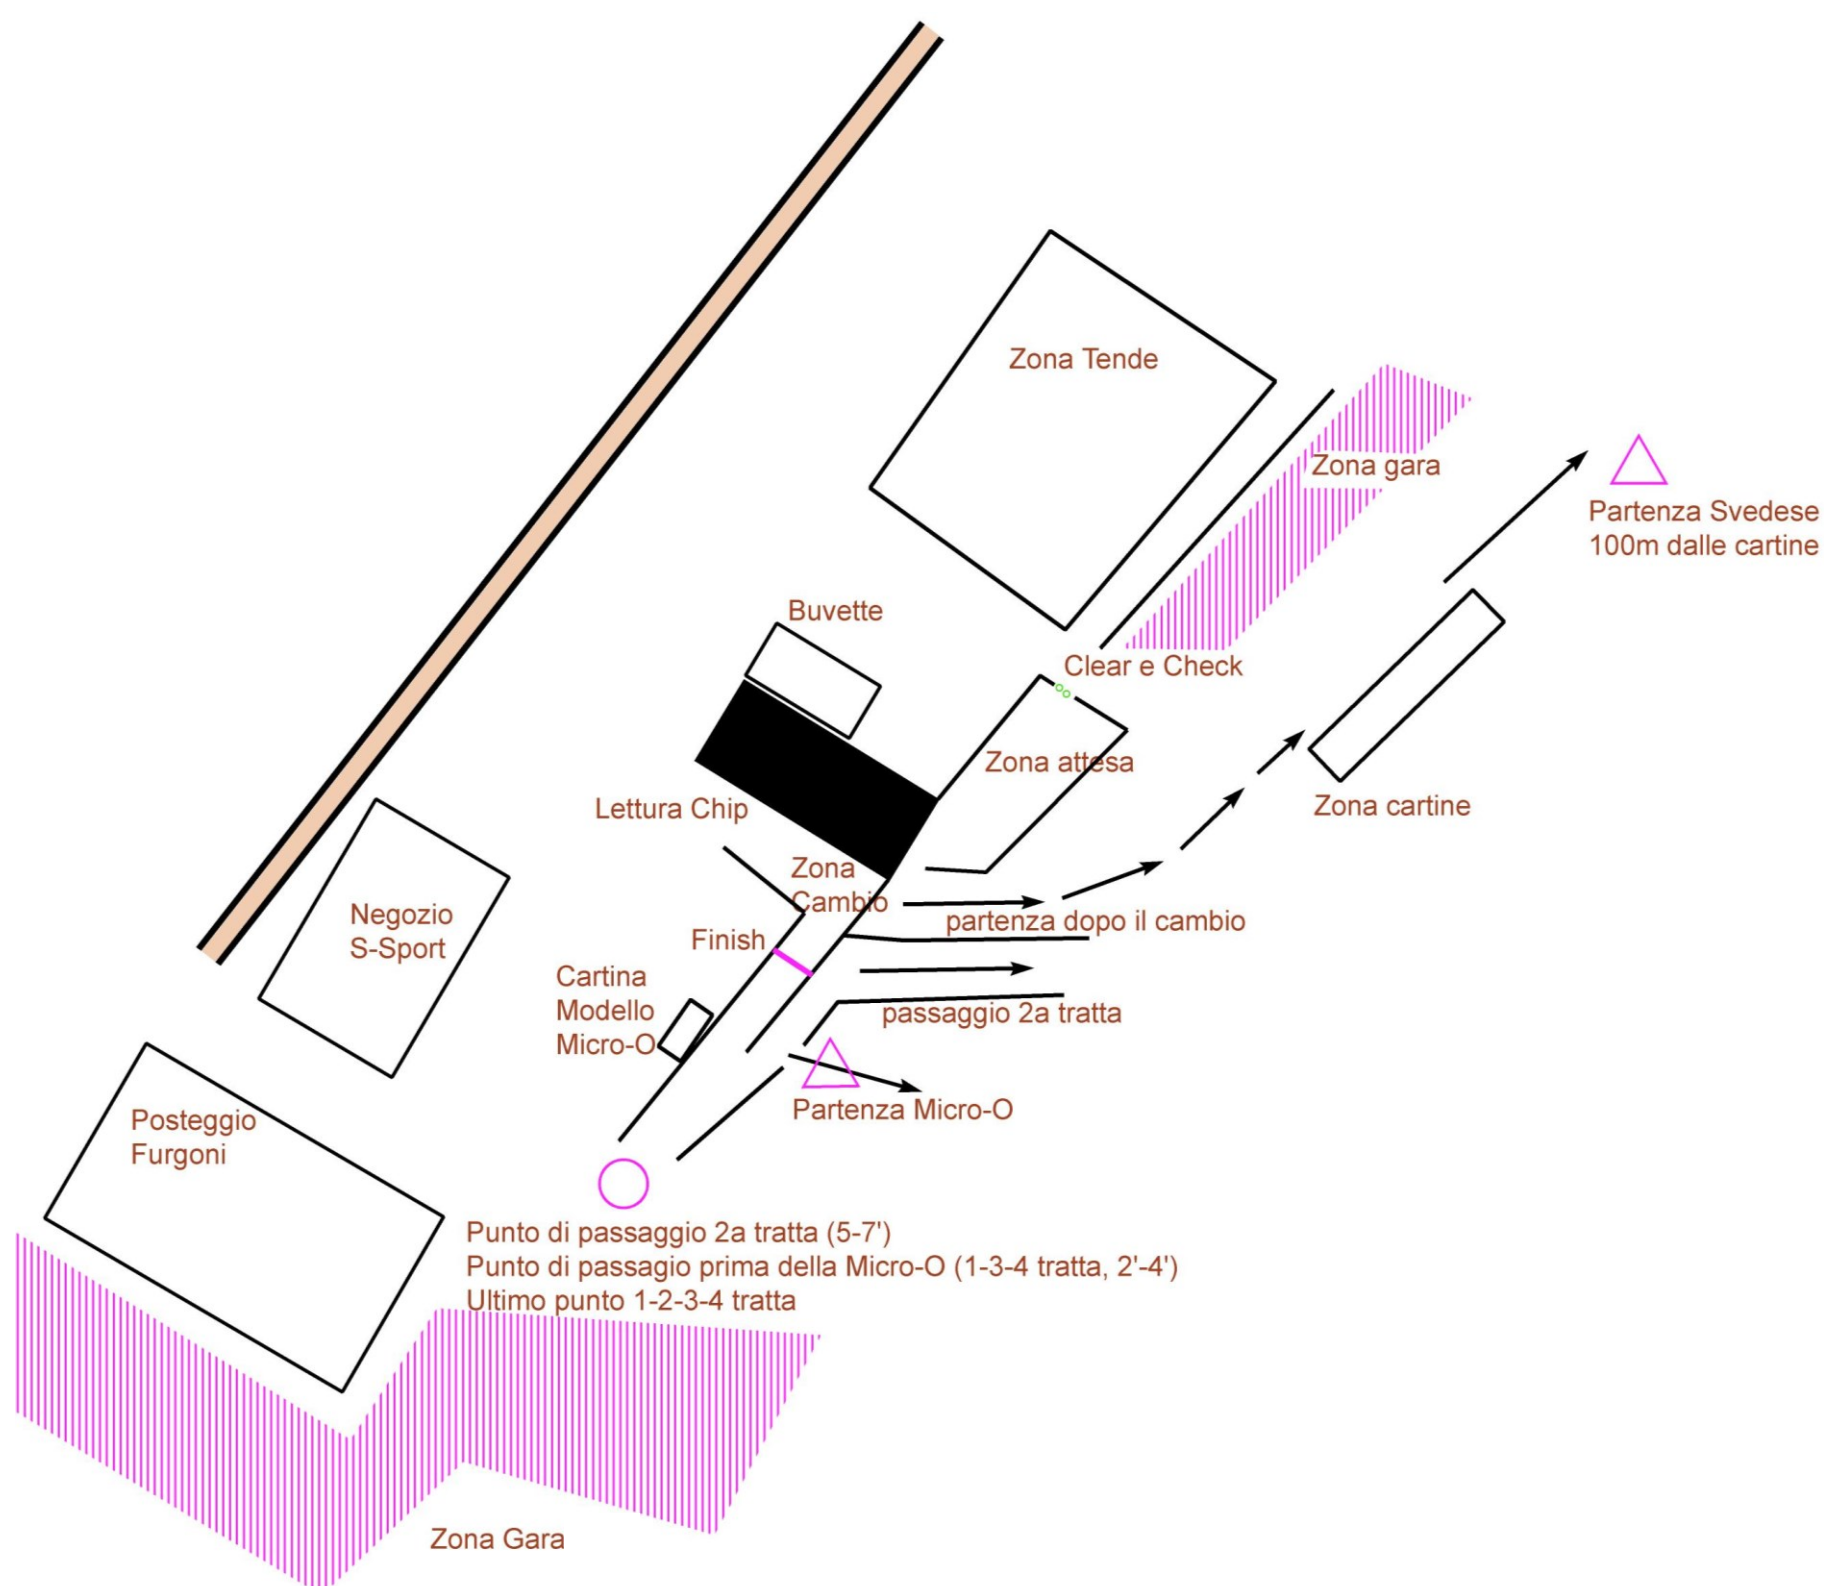 Zona Tende
Zona gara
Partenza Svedese
100m dalle cartine
Buvette
Clear e Check
Zona attesa
Lettura Chip
Zona cartine
Zona
Cambio
partenza dopo il cambio
Negozio
S-Sport
Finish
Cartina
Modello
Micro-O
passaggio 2a tratta
Posteggio
Furgoni
Partenza Micro-O
Punto di passaggio 2a tratta (5-7')
Punto di passagio prima della Micro-O (1-3-4 tratta, 2'-4')
Ultimo punto 1-2-3-4 tratta
Zona Gara